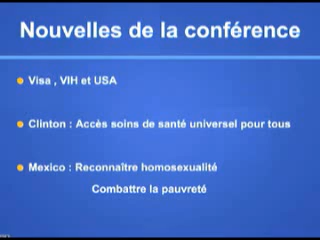 Nouvelles de la conférence
Visa , VIH et USA
Clinton : Accès soins de santé universel pour tous
Mexico : Reconnaître homosexualité
Combattre la pauvreté